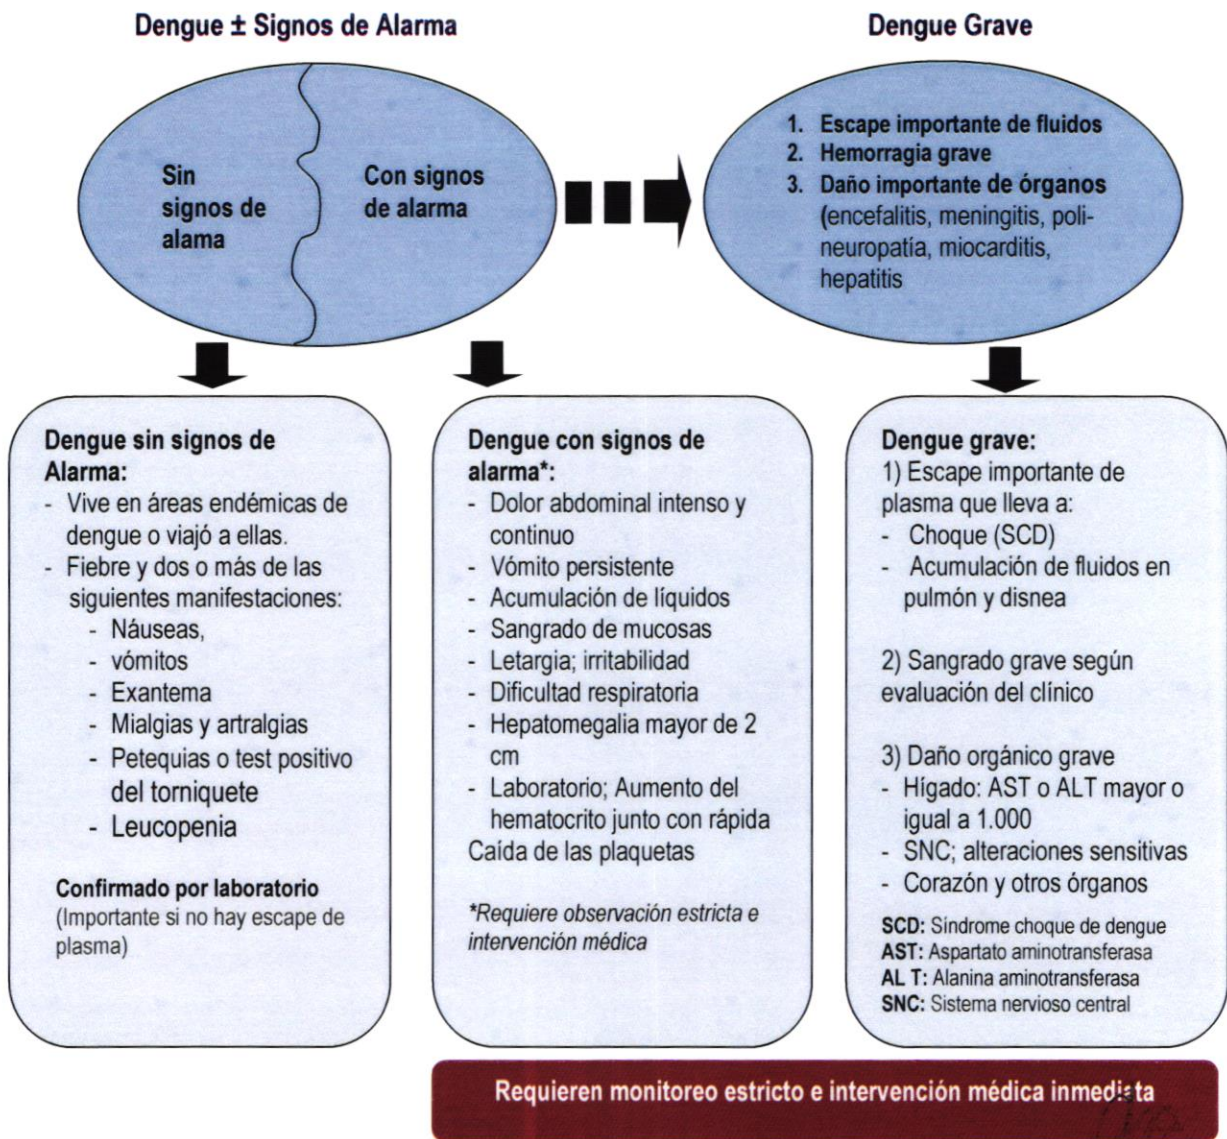 Dengue ± Signos de Alarma
Dengue Grave
Sin
signos de
alama
Con signos
de alarma
1. Escape importante de fluidos
2. Hemorragia grave
3. Daño importante de órganos
(encefalitis, meningitis, poli-
neuropatía, miocarditis,
hepatitis
Dengue sin signos de
Alarma:
- Vive en áreas endémicas de
dengue o viajó a ellas.
- Fiebre y dos o más de las
siguientes manifestaciones:
- Náuseas,
- vómitos
- Exantema
- Mialgias y artralgias
- Petequias o test positivo
del torniquete
- Leucopenia
Confirmado por laboratorio
(Importante si no hay escape de
plasma)
Dengue con signos de
alarma*:
- Dolor abdominal intenso y
continuo
- Vómito persistente
- Acumulación de líquidos
- Sangrado de mucosas
- Letargia; irritabilidad
- Dificultad respiratoria
- Hepatomegalia mayor de 2
cm
- Laboratorio; Aumento del
hematocrito junto con rápida
Caída de las plaquetas
*Requiere observación estricta e
intervención médica
Dengue grave:
1) Escape importante de
plasma que lleva a:
- Choque (SCD)
- Acumulación de fluidos en
pulmón y disnea
2) Sangrado grave según
evaluación del clínico
3) Daño orgánico grave
- Hígado: AST o ALT mayor o
igual a 1.000
- SNC; alteraciones sensitivas
- Corazón y otros órganos
SCD: Síndrome choque de dengue
AST: Aspartato aminotransferasa
AL T: Alanina aminotransferasa
SNC: Sistema nervioso central
Requieren monitoreo estricto e intervención médica inmediata